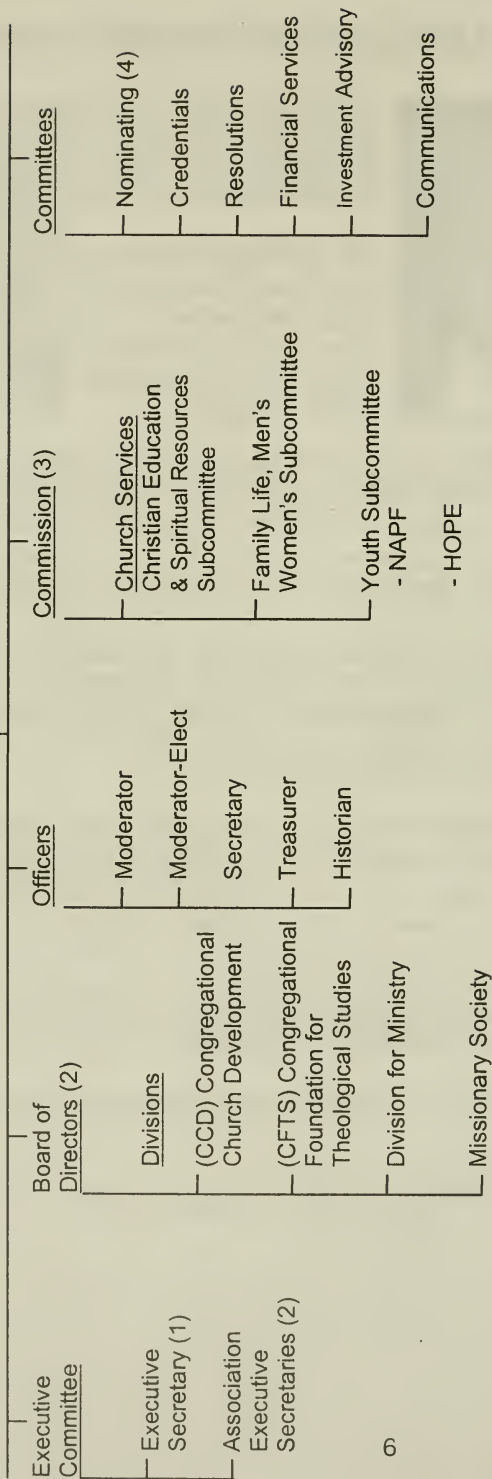 Executive
Committee
Executive
Secretary (1)
Association
Executive
Secretaries (2)
Board of
Directors (2)
Divisions
(CCD) Congregational
Church Development
(CFTS) Congregational
Foundation for
Theological Studies
Division for Ministry
Missionary Society
Officers
Moderator
Moderator-Elect
Secretary
Treasurer
Historian
Commission (3)
Church Services
Christian Education
& Spiritual Resources
Subcommittee
Family Life, Men's
Women's Subcommittee
Youth Subcommittee
- NAPF
- HOPE
Committees
Nominating (4)
Credentials
Resolutions
Financial Services
Investment Advisory
Communications
6